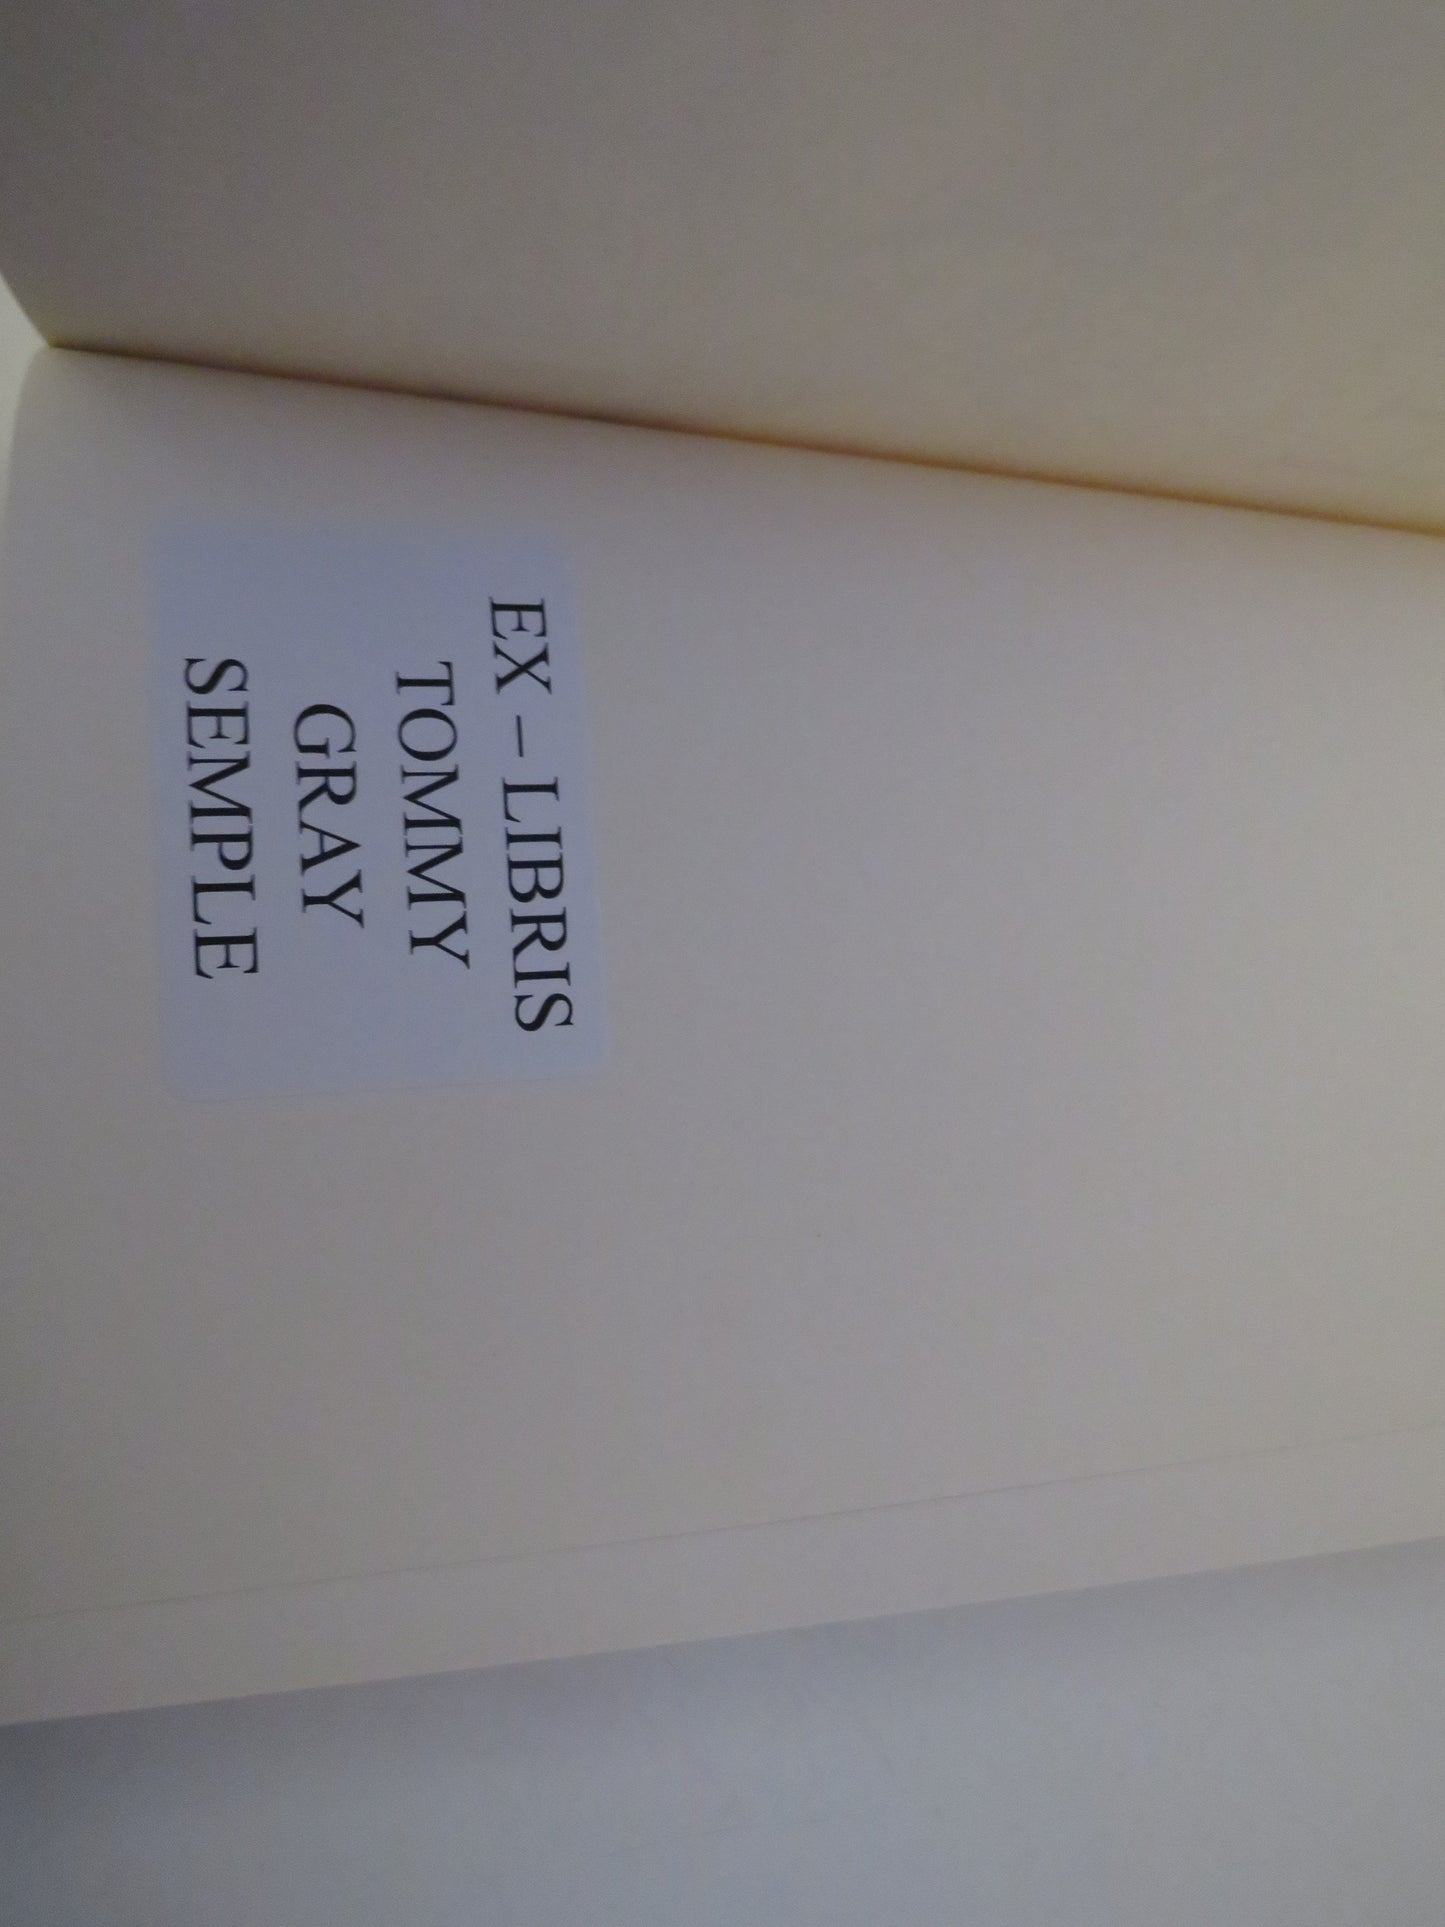 EX – LIBRIS
TOMMY
GRAY
SEMPLE